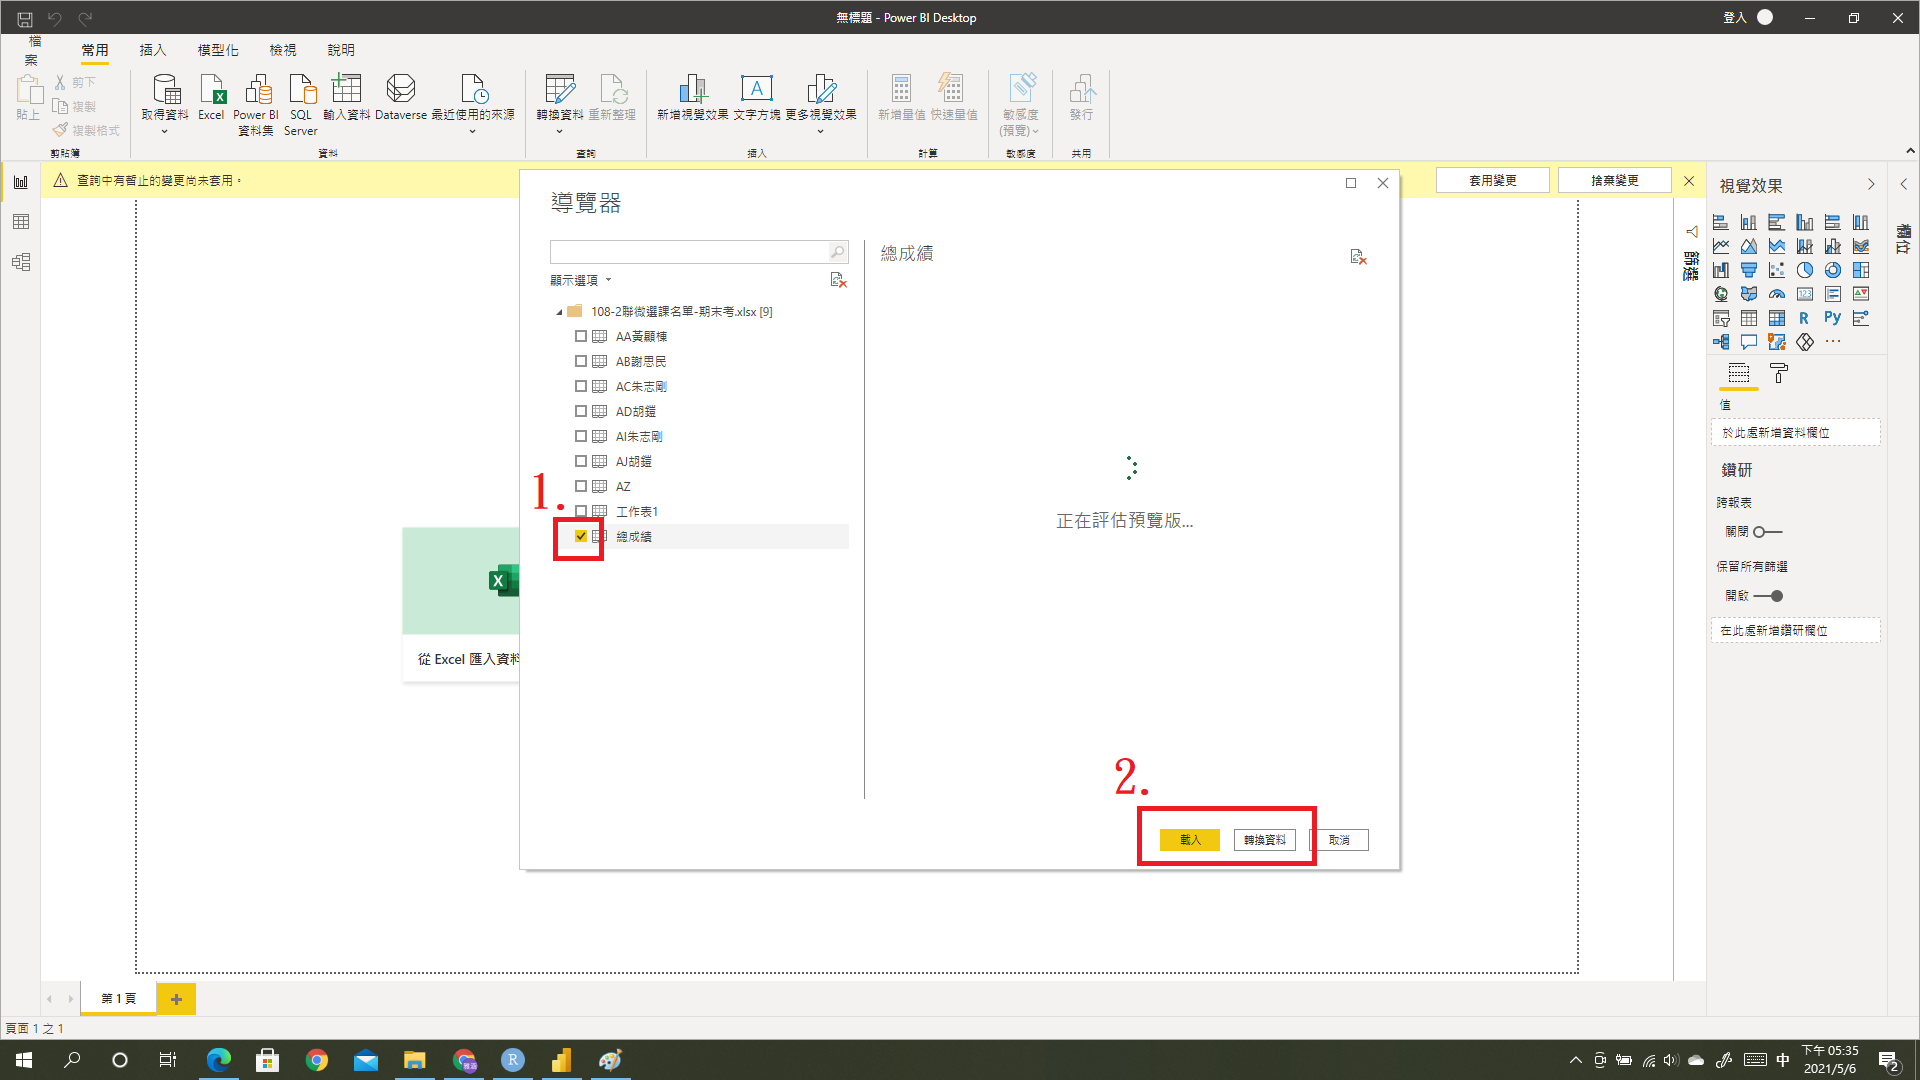 無標題 - Power BI Desktop
登入
檔案
常用
插入
模型化
檢視
說明
貼上
剪下
複製
複製格式
剪貼簿
取得資料
Excel
Power BI 資料集
SQL Server
輸入資料
Dataverse
最近使用的來源
資料
轉換資料
重新整理
查詢
新增視覺效果
文字方塊
更多視覺效果
插入
新增量值
快速量值
計算
敏感度 (預覽)
敏感度
發行
共用
查詢中有暫止的變更尚未套用。
套用變更
捨棄變更
導覽器
顯示選項
108-2聯微選課名單-期末考.xlsx [9]
AA黃顯棟
AB謝思民
AC朱志剛
AD胡鎧
AI朱志剛
AJ胡鎧
AZ
工作表1
總成績
1.
總成績
正在評估預覽版...
2.
載入
轉換資料
取消
從 Excel 匯入資料
篩選
視覺效果
123
R
Py
值
於此處新增資料欄位
鑽研
跨報表
關閉
保留所有篩選
開啟
在此處新增鑽研欄位
欄位
第 1 頁
頁面 1 之 1
中
下午 05:35
2021/5/6
2